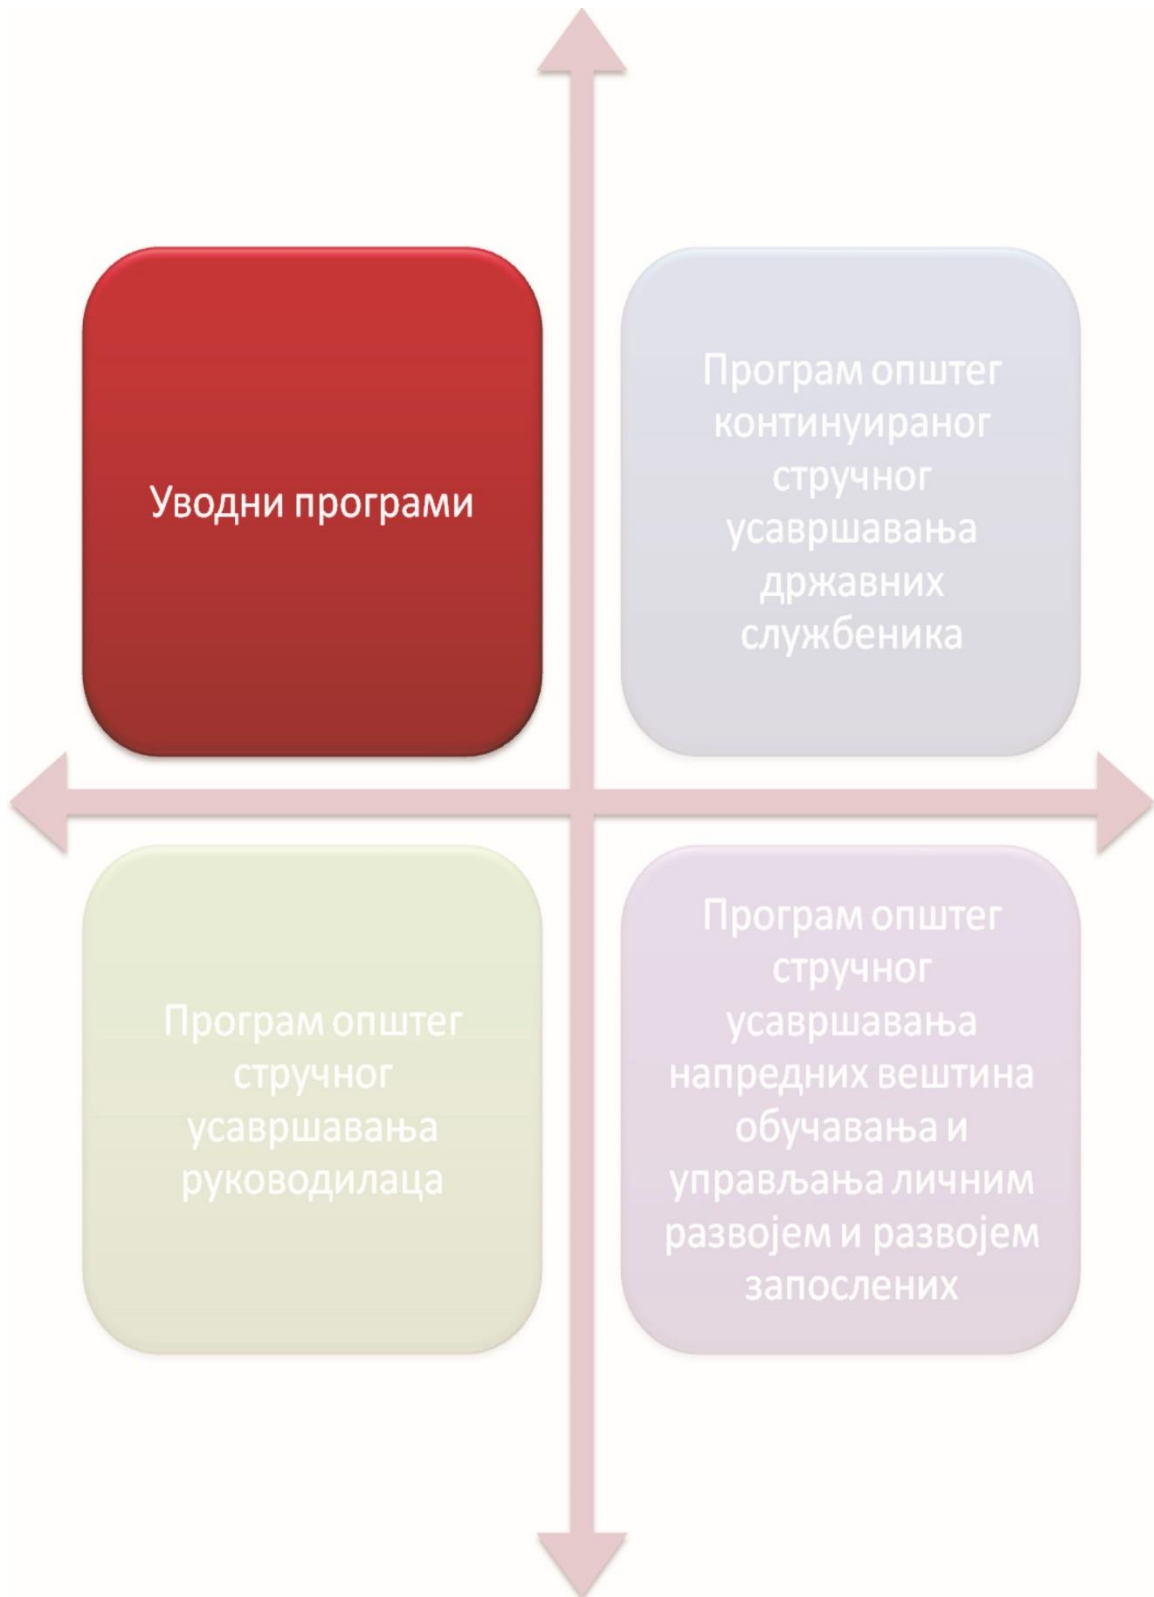 Уводни програми
Програм општег
континуираног
стручног
усавршавања
државних
службеника
Програм општег
стручног
усавршавања
руководилаца
Програм општег
стручног
усавршавања
напредних вештина
обучавања и
управљања личним
развојем и развојем
запослених